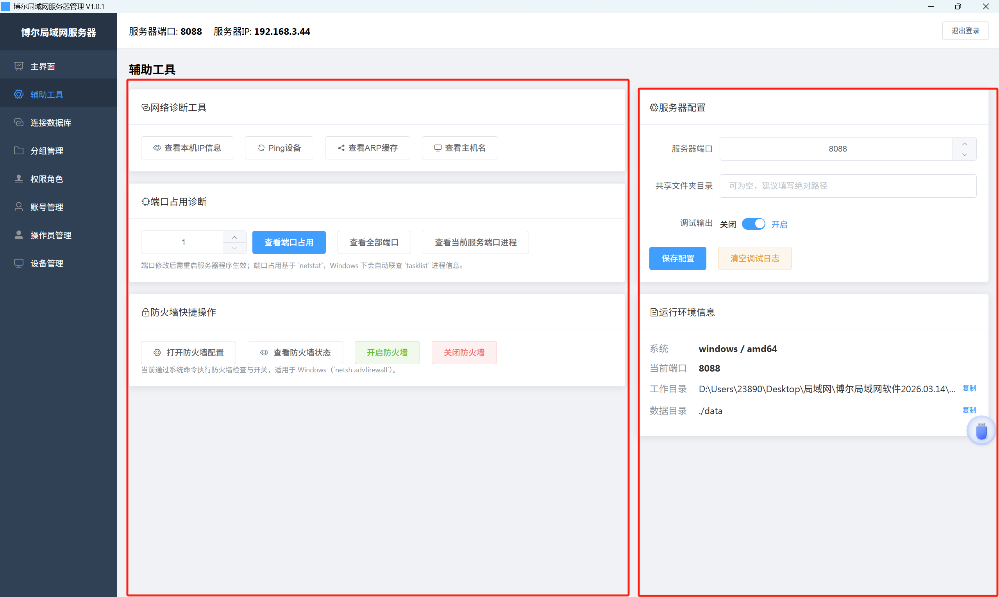 博尔局域网服务器管理 V1.0.1
博尔局域网服务器
服务器端口: 8088 服务器IP: 192.168.3.44
退出登录
主界面
辅助工具
连接数据库
分组管理
权限角色
账号管理
操作员管理
设备管理
辅助工具
网络诊断工具
查看本机IP信息 Ping设备 查看ARP缓存 查看主机名
端口占用诊断
1 查看端口占用 查看全部端口 查看当前服务端口进程
端口修改后需重启服务器程序生效；端口占用基于 `netstat`，Windows 下会自动联查 `tasklist` 进程信息。
防火墙快捷操作
打开防火墙配置 查看防火墙状态 开启防火墙 关闭防火墙
当前通过系统命令执行防火墙检查与开关，适用于 Windows（`netsh advfirewall`）。
服务器配置
服务器端口 8088
共享文件夹目录 可为空，建议填写绝对路径
调试输出 关闭 开启
保存配置 清空调试日志
运行环境信息
系统 windows / amd64
当前端口 8088
工作目录 D:\Users\23890\Desktop\局域网\博尔局域网软件2026.03.14\... 复制
数据目录 ./data 复制